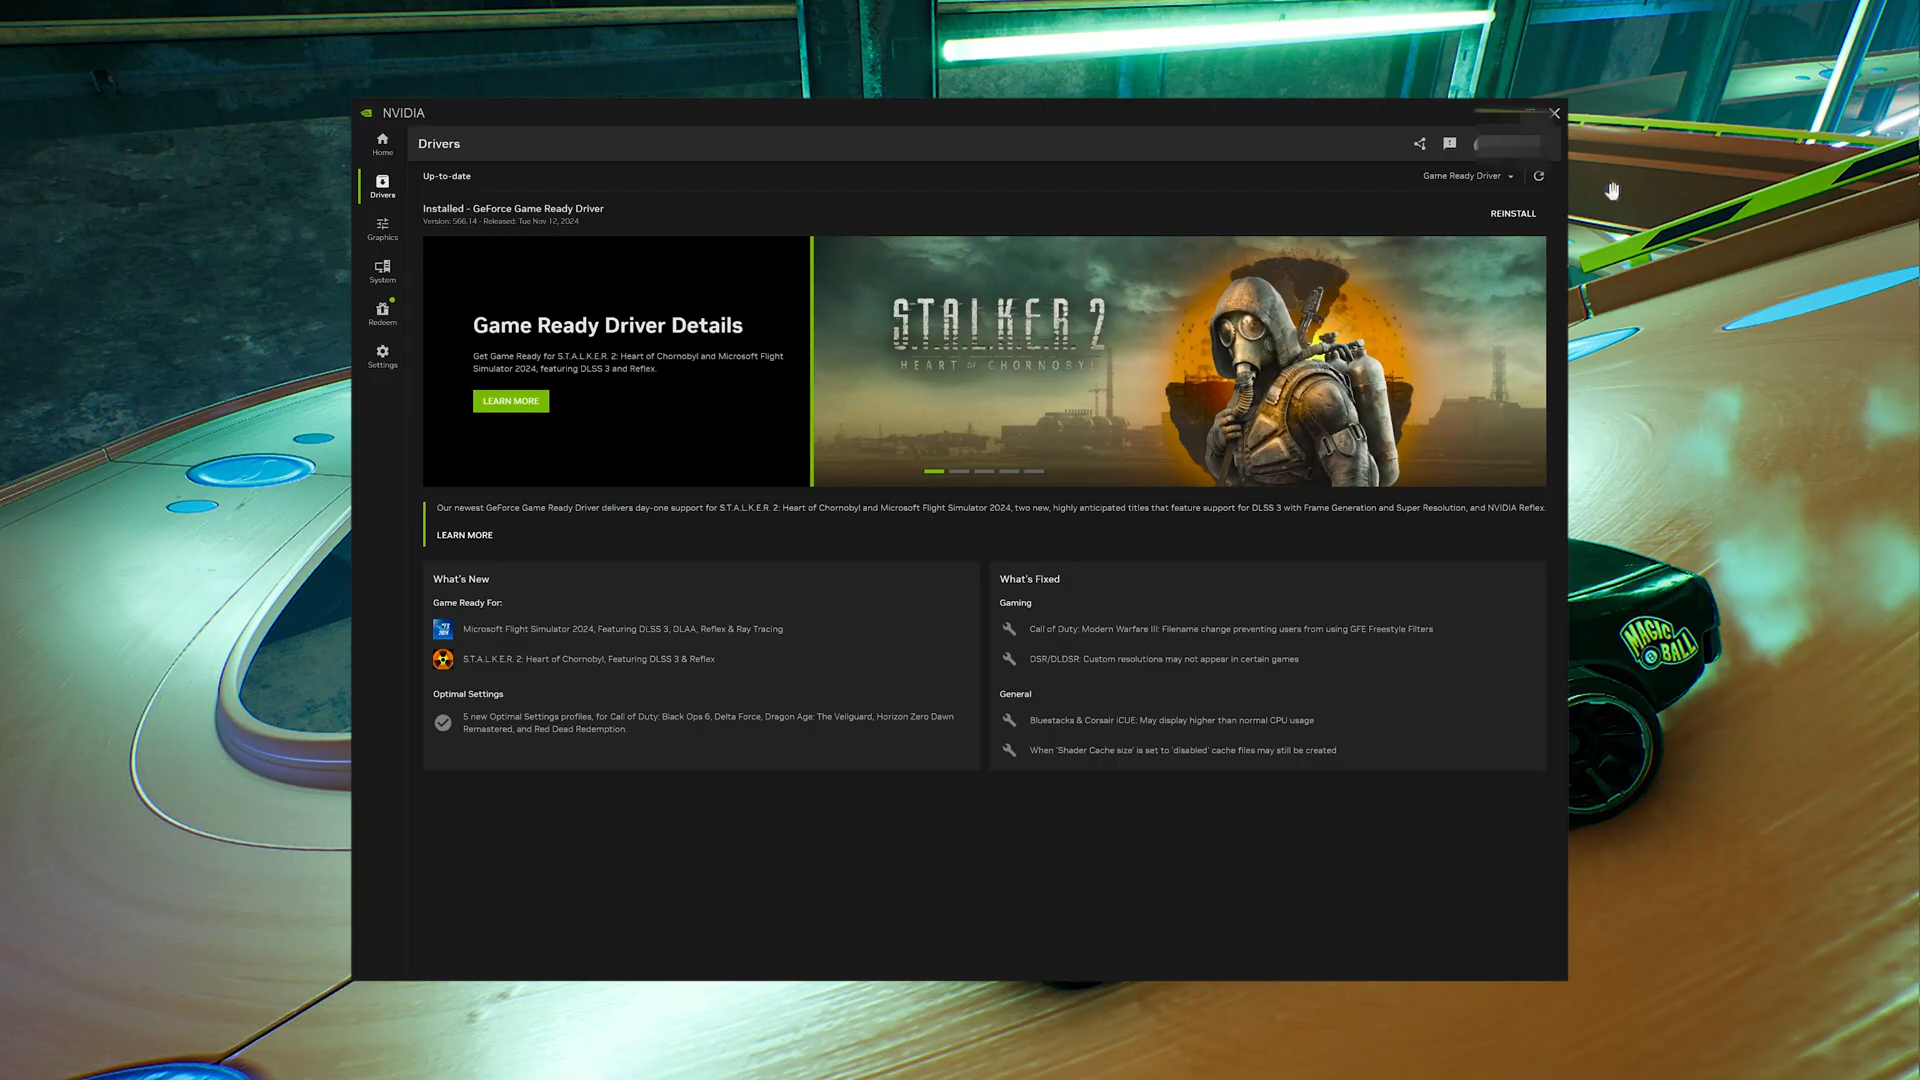 NVIDIA
Home
Drivers
Drivers
Graphics
System
Redeem
Settings
Up-to-date
Game Ready Driver
Installed - GeForce Game Ready Driver
Version: 566.14 - Released: Tue Nov 12, 2024
REINSTALL
Game Ready Driver Details
Get Game Ready for S.T.A.L.K.E.R. 2: Heart of Chornobyl and Microsoft Flight
Simulator 2024, featuring DLSS 3 and Reflex.
LEARN MORE
S.T.A.L.K.E.R. 2
HEART OF CHORNOBYL
Our newest GeForce Game Ready Driver delivers day-one support for S.T.A.L.K.E.R. 2: Heart of Chornobyl and Microsoft Flight Simulator 2024, two new, highly anticipated titles that feature support for DLSS 3 with Frame Generation and Super Resolution, and NVIDIA Reflex.
LEARN MORE
What's New
Game Ready For:
Microsoft Flight Simulator 2024, Featuring DLSS 3, DLAA, Reflex & Ray Tracing
S.T.A.L.K.E.R. 2: Heart of Chornobyl, Featuring DLSS 3 & Reflex
Optimal Settings
5 new Optimal Settings profiles, for Call of Duty: Black Ops 6, Delta Force, Dragon Age: The Veilguard, Horizon Zero Dawn
Remastered, and Red Dead Redemption.
What's Fixed
Gaming
Call of Duty: Modern Warfare III: Filename change preventing users from using GFE Freestyle Filters
DSR/DLDSR: Custom resolutions may not appear in certain games
General
Bluestacks & Corsair iCUE: May display higher than normal CPU usage
When 'Shader Cache size' is set to 'disabled' cache files may still be created
MAGIC
8 BALL